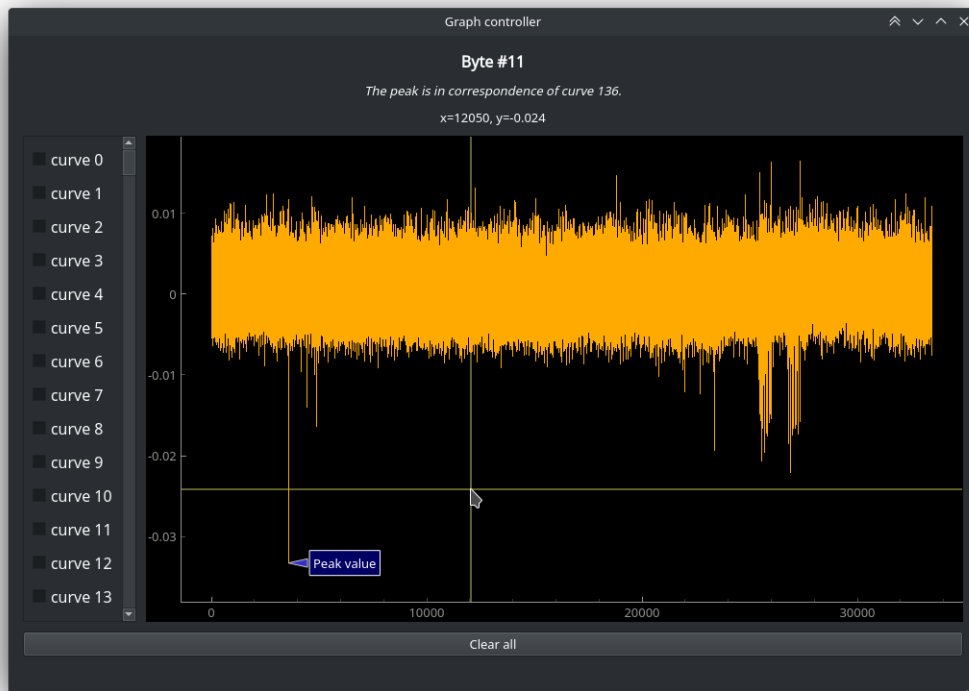 Graph controller
Byte #11
The peak is in correspondence of curve 136.
x=12050, y=-0.024
curve 0
curve 1
curve 2
curve 3
curve 4
curve 5
curve 6
curve 7
curve 8
curve 9
curve 10
curve 11
curve 12
curve 13
0.01
0
-0.01
-0.02
-0.03
Peak value
0 10000 20000 30000
Clear all